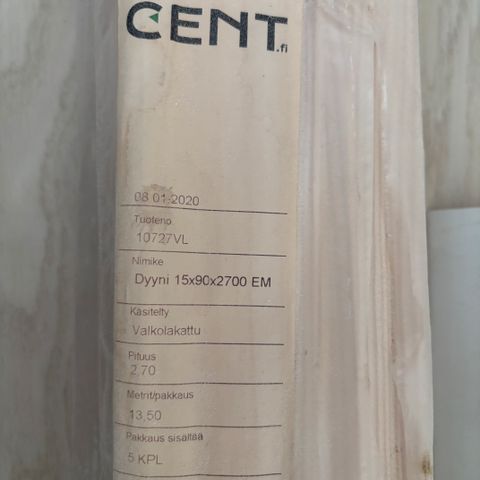 CENT.fi
08 01-2020
Tuoteno
10727VL
Nimike
Dyyni 15x90x2700 EM
Käsitelty
Valkolakattu
Pituus
2,70
Metrit/pakkaus
13,50
Pakkaus sisältää
5 KPL